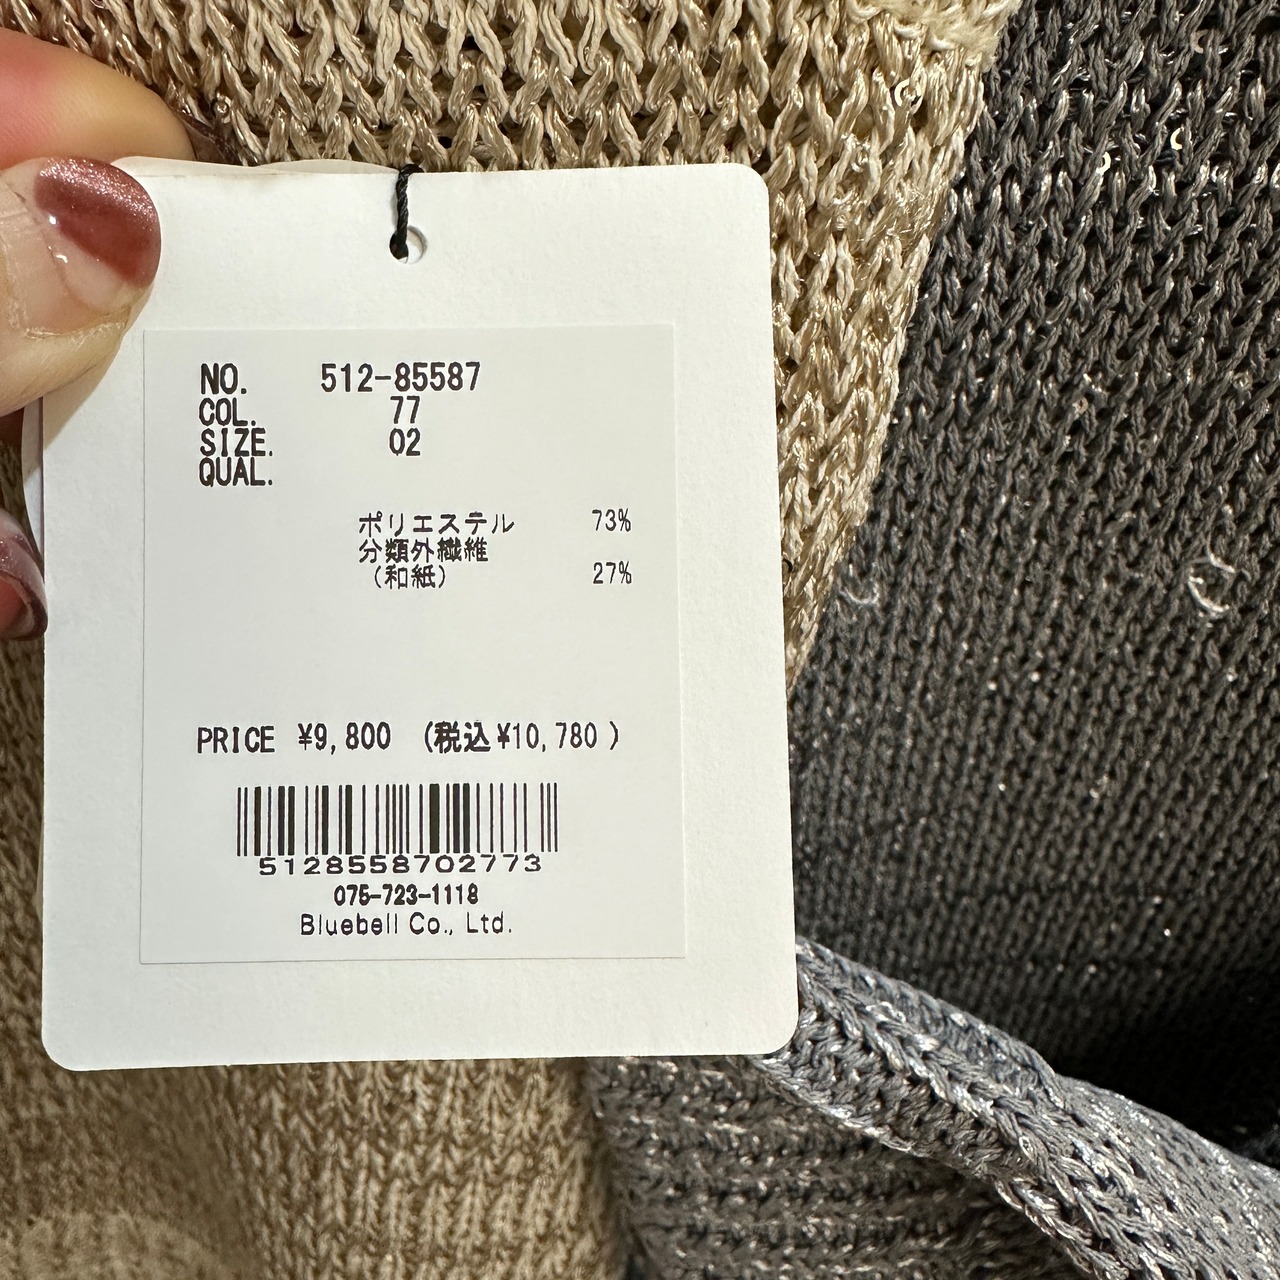 NO. 512-85587
COL. 77
SIZE. 02
QUAL.
ポリエステル 73%
分類外繊維
(和紙) 27%
PRICE ¥9,800 (税込¥10,780 )
5128558702773
075-723-1118
Bluebell Co., Ltd.